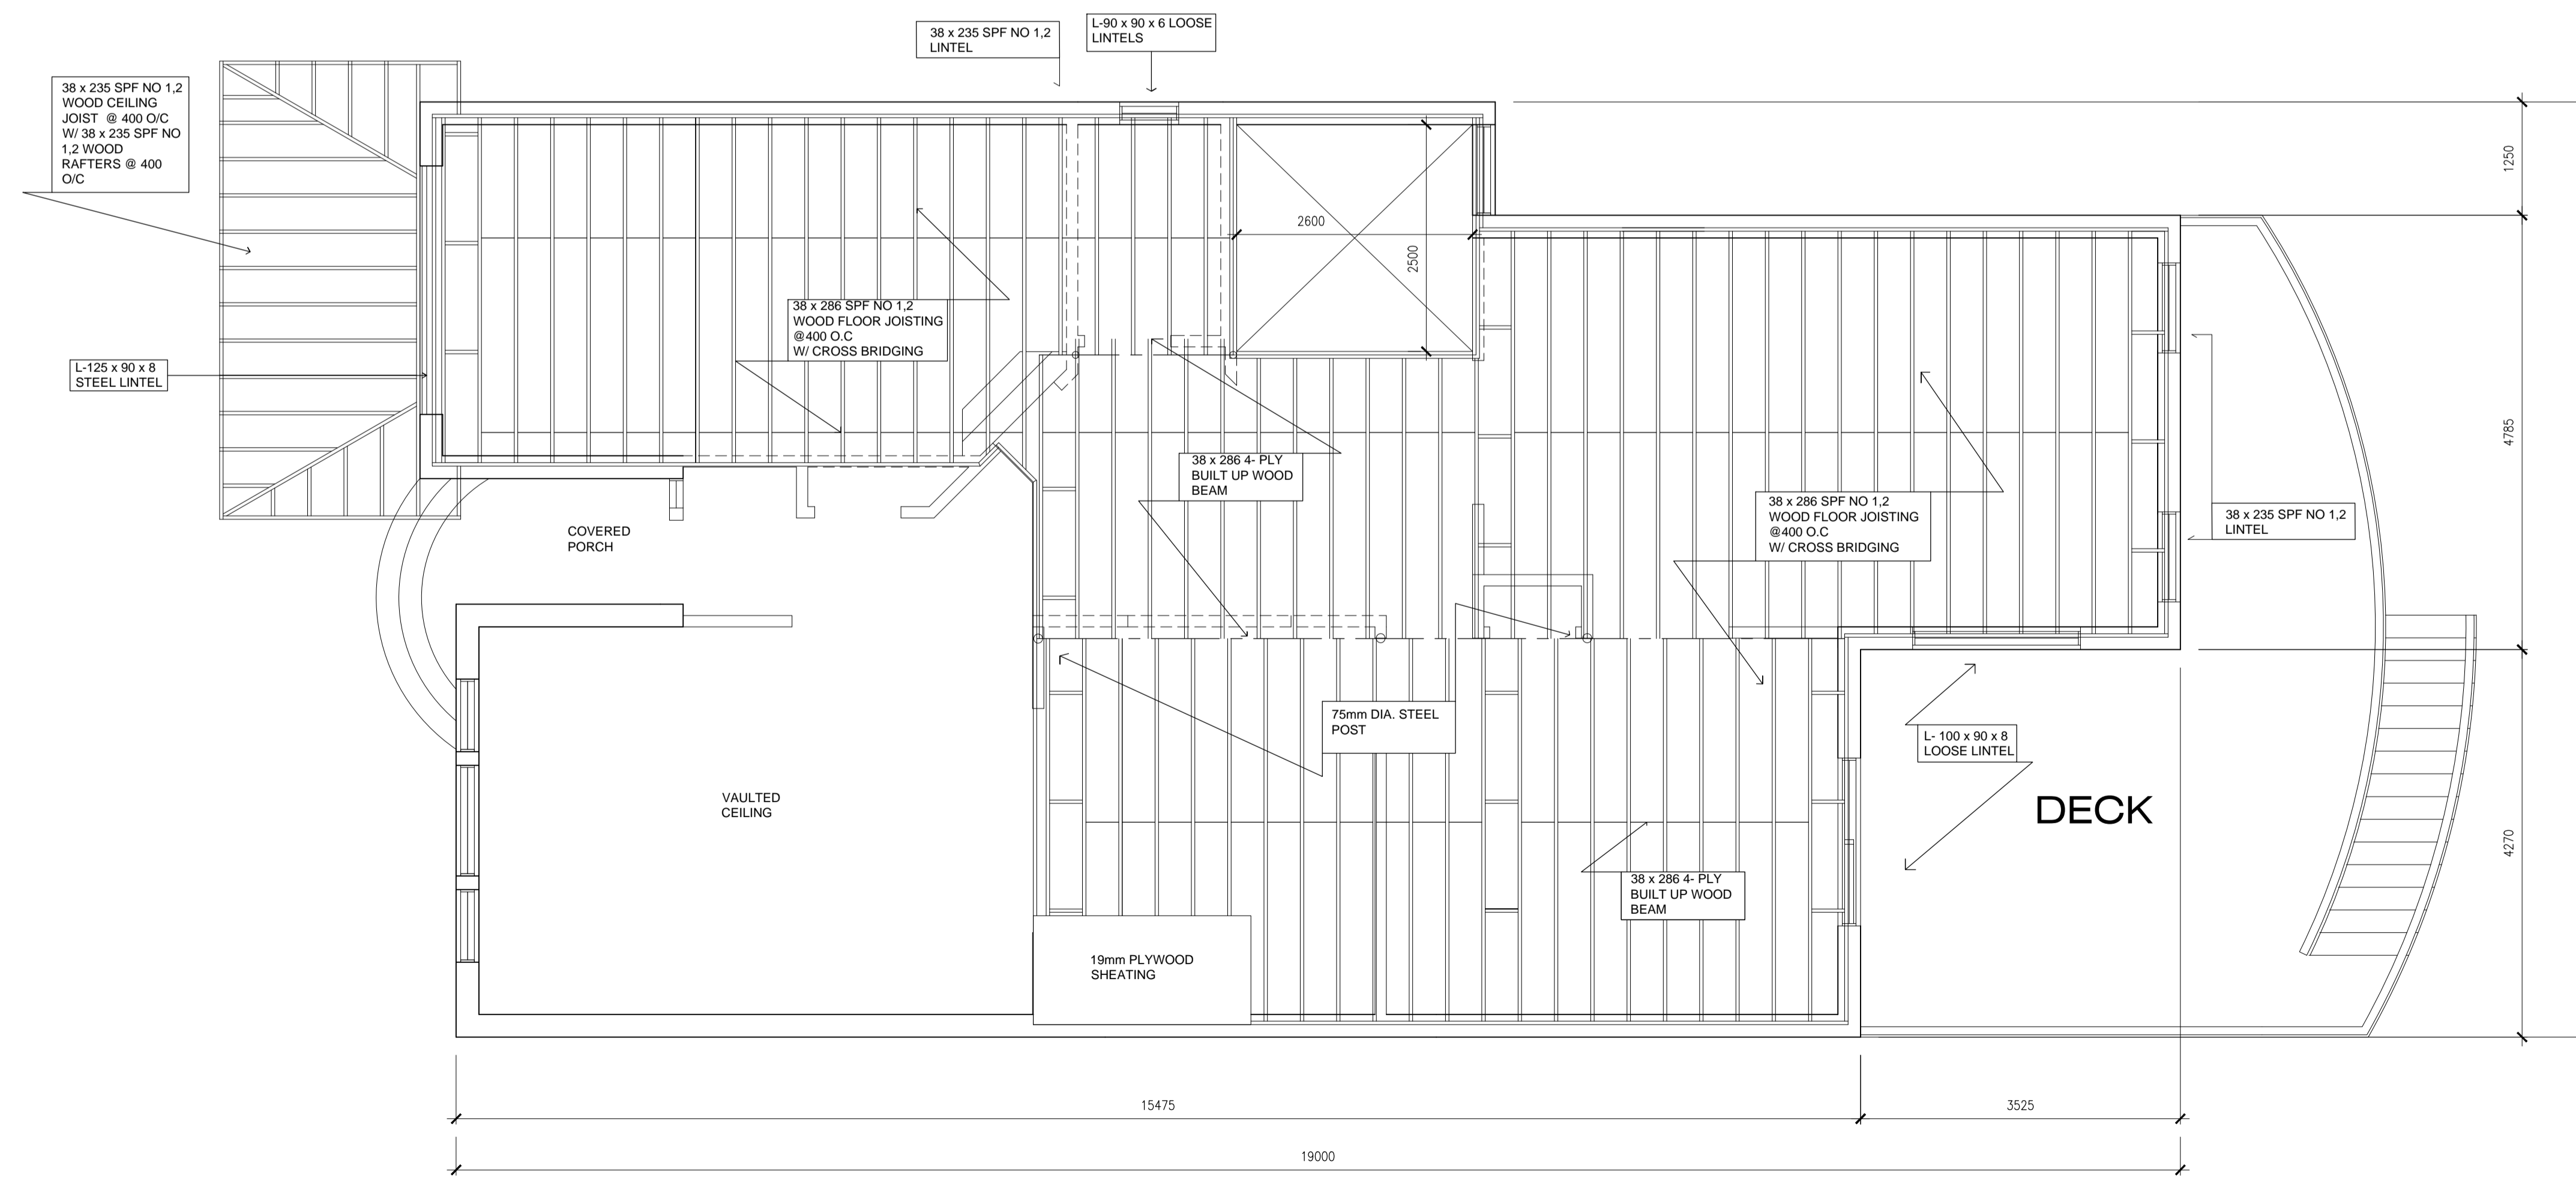 38 x 235 SPF NO 1,2
LINTEL
L-90 x 90 x 6 LOOSE
LINTELS
38 x 235 SPF NO 1,2
WOOD CEILING
JOIST @ 400 O/C
W/ 38 x 235 SPF NO
1,2 WOOD
RAFTERS @ 400
O/C
1250
2600
2500
38 x 286 SPF NO 1,2
WOOD FLOOR JOISTING
@400 O.C
W/ CROSS BRIDGING
L-125 x 90 x 8
STEEL LINTEL
4785
38 x 286 4- PLY
BUILT UP WOOD
BEAM
38 x 286 SPF NO 1,2
WOOD FLOOR JOISTING
@400 O.C
W/ CROSS BRIDGING
38 x 235 SPF NO 1,2
LINTEL
COVERED
PORCH
75mm DIA. STEEL
POST
L- 100 x 90 x 8
LOOSE LINTEL
VAULTED
CEILING
DECK
4270
38 x 286 4- PLY
BUILT UP WOOD
BEAM
19mm PLYWOOD
SHEATING
15475
3525
19000